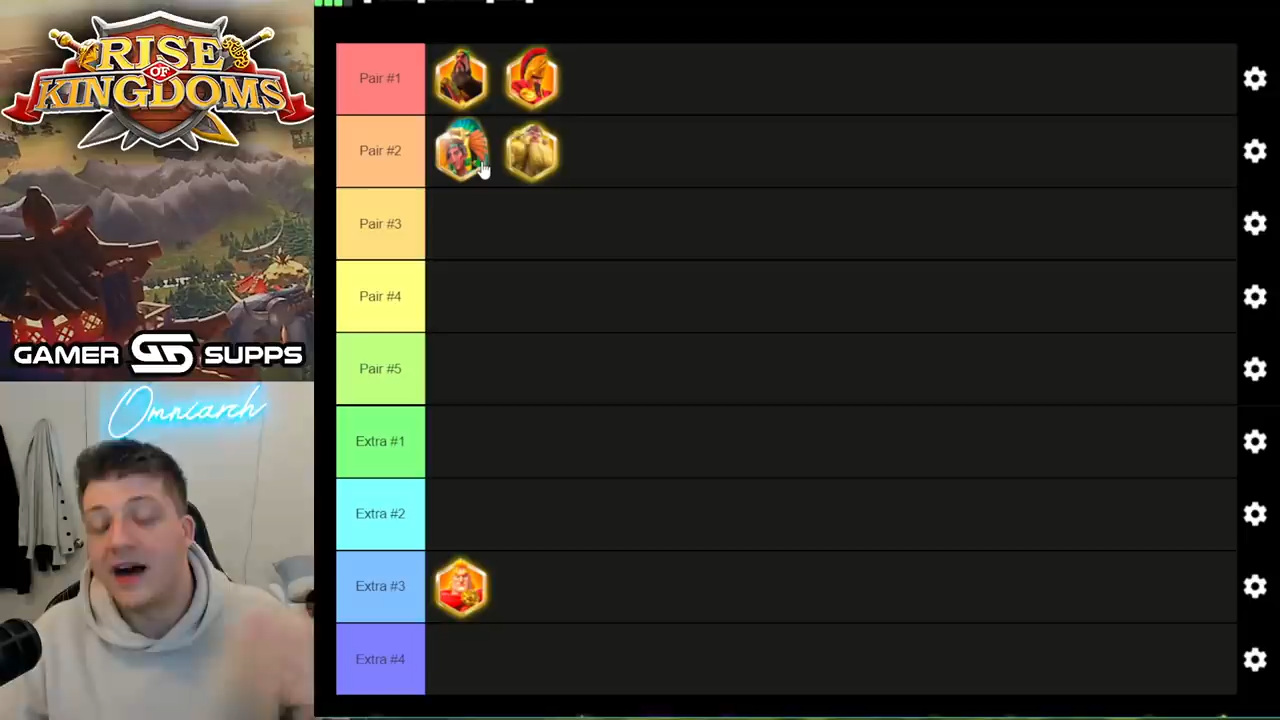 RISE
OF
KINGDOMS
GAMER GS SUPPS
Omniarch
Pair #1
Pair #2
Pair #3
Pair #4
Pair #5
Extra #1
Extra #2
Extra #3
Extra #4